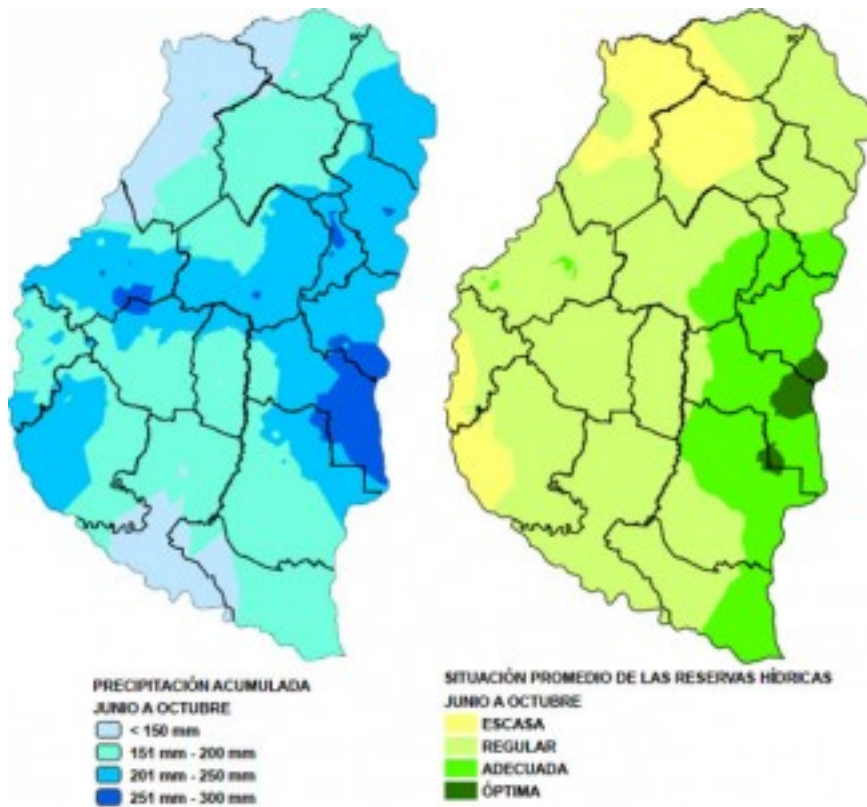 PRECIPITACIÓN ACUMULADA
JUNIO A OCTUBRE
< 150 mm
151 mm - 200 mm
201 mm - 250 mm
251 mm - 300 mm
SITUACIÓN PROMEDIO DE LAS RESERVAS HÍDRICAS
JUNIO A OCTUBRE
ESCASA
REGULAR
ADECUADA
ÓPTIMA